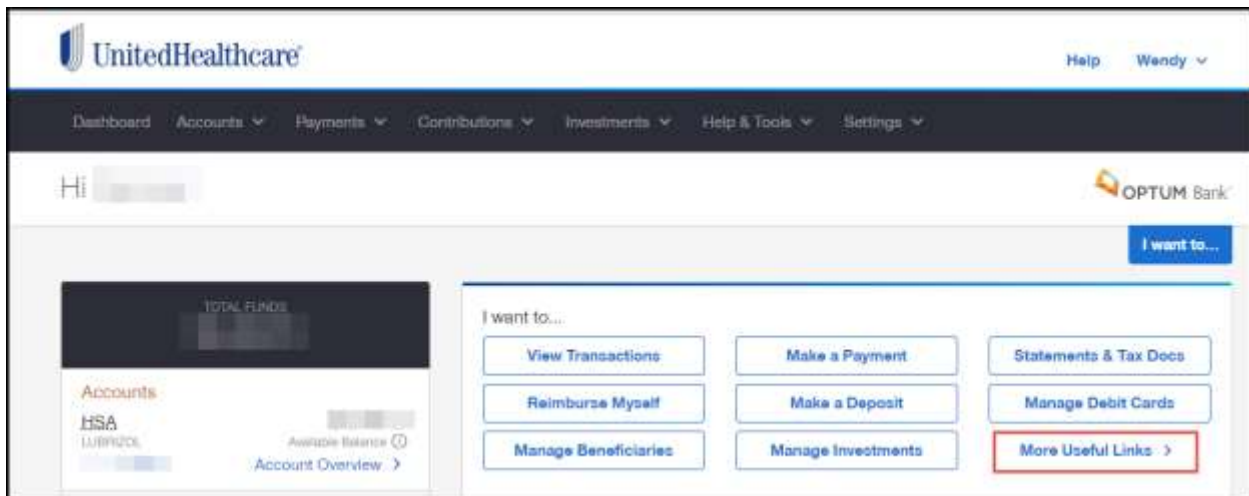 UnitedHealthcare
Help Wendy
Dashboard Accounts Payments Contributions Investments Help & Tools Settings
Hi
OPTUM Bank
I want to...
TOTAL FUNDS
I want to...
View Transactions Make a Payment Statements & Tax Docs
Accounts
Reimburse Myself Make a Deposit Manage Debit Cards
HSA
LUBRIZOL Available Balance
Manage Beneficiaries Manage Investments More Useful Links >
Account Overview >